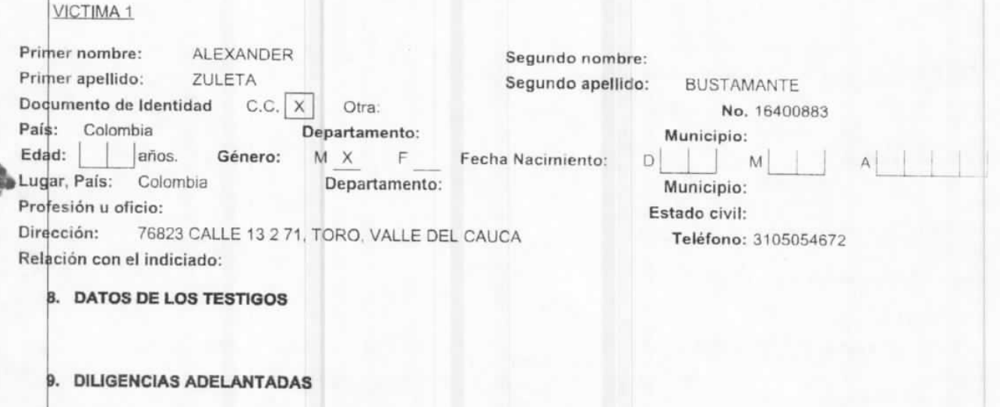 VICTIMA 1
Primer nombre: ALEXANDER Segundo nombre:
Primer apellido: ZULETA Segundo apellido: BUSTAMANTE
Documento de Identidad C.C. X Otra: No. 16400883
País: Colombia Departamento: Municipio:
Edad: años. Género: M X F Fecha Nacimiento: D M A
Lugar, País: Colombia Departamento: Municipio:
Profesión u oficio: Estado civil:
Dirección: 76823 CALLE 13 2 71, TORO, VALLE DEL CAUCA Teléfono: 3105054672
Relación con el indiciado:
8. DATOS DE LOS TESTIGOS
9. DILIGENCIAS ADELANTADAS